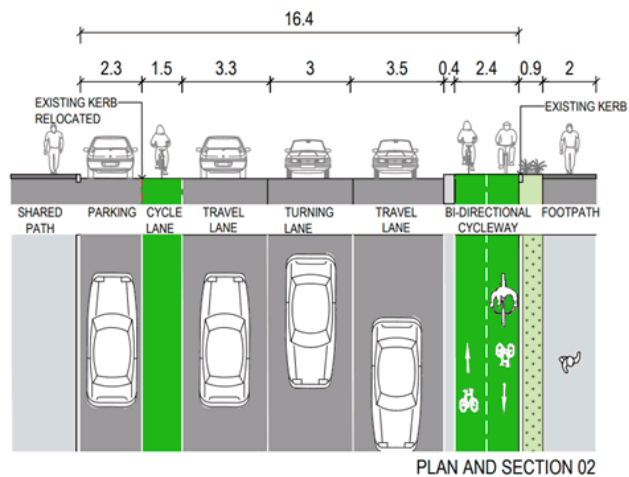 16.4
2.3 1.5 3.3 3 3.5 0.4 2.4 0.9 2
EXISTING KERB
RELOCATED
EXISTING KERB
SHARED
PATH
PARKING
CYCLE
LANE
TRAVEL
LANE
TURNING
LANE
TRAVEL
LANE
BI-DIRECTIONAL
CYCLEWAY
FOOTPATH
PLAN AND SECTION 02